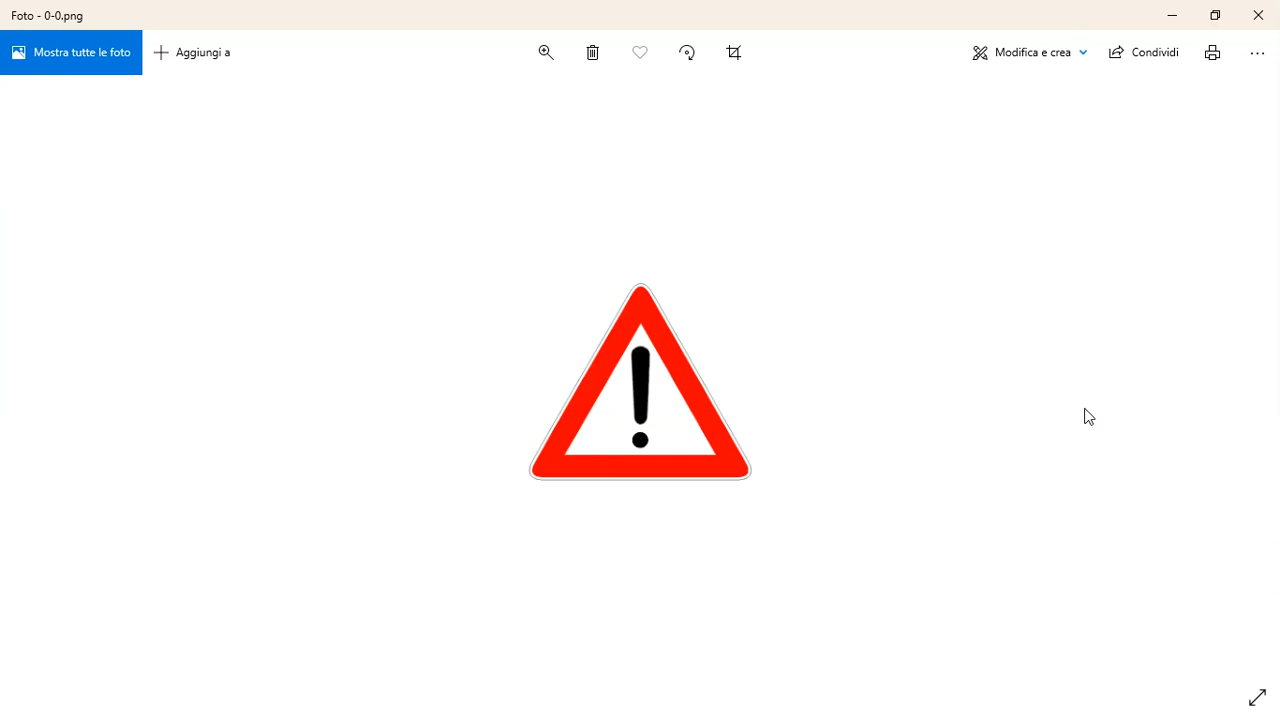 Foto - 0-0.png
Mostra tutte le foto
Aggiungi a
Modifica e crea
Condividi
!